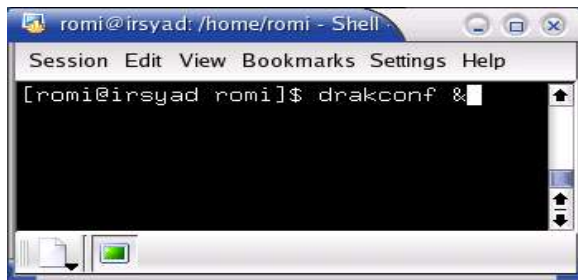 romi@irsyad: /home/romi - Shell
Session Edit View Bookmarks Settings Help
[romi@irsyad romi]$ drakconf &